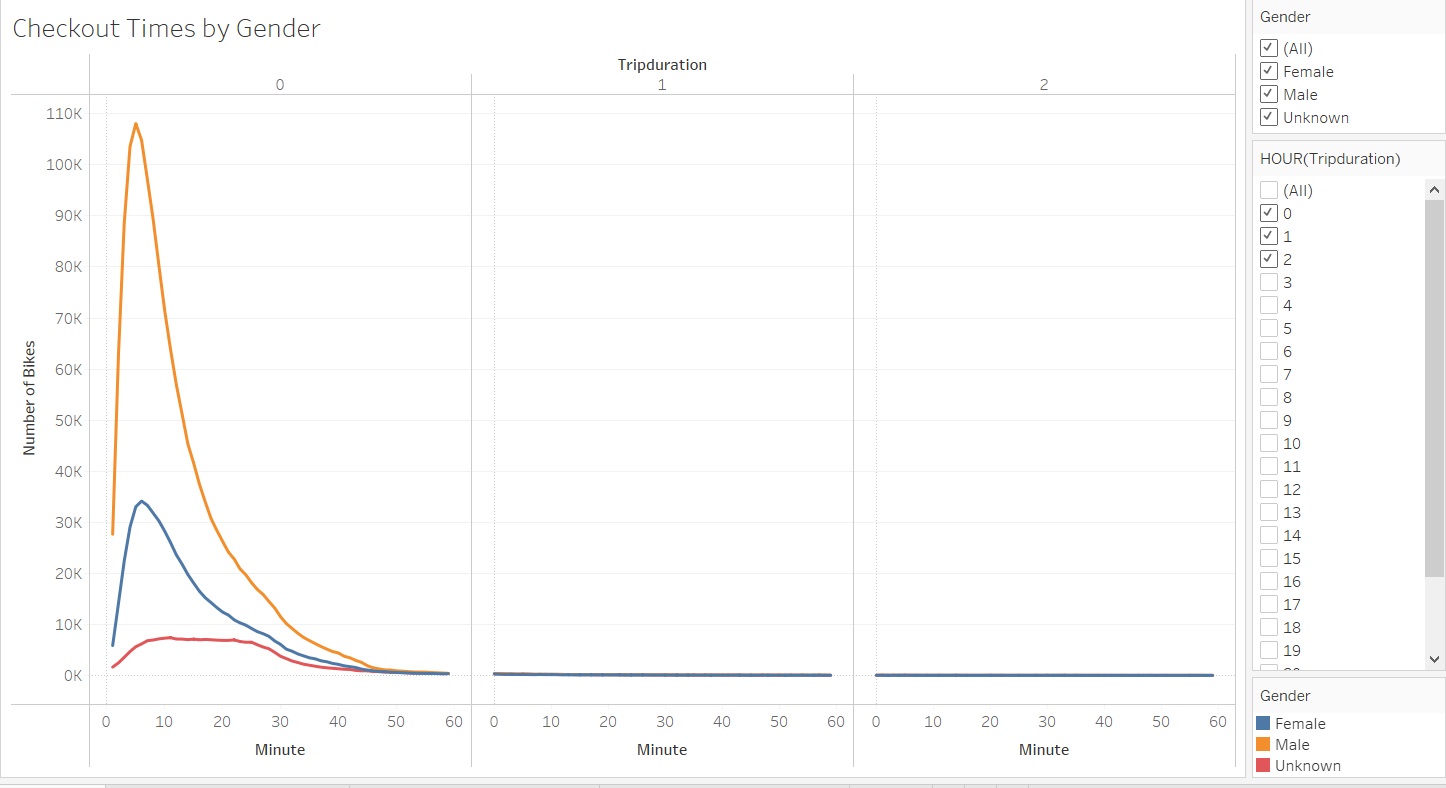 Checkout Times by Gender
Tripduration
0 1 2
110K
100K
90K
80K
70K
60K
50K
40K
30K
20K
10K
0K
Number of Bikes
0 10 20 30 40 50 60 0 10 20 30 40 50 60 0 10 20 30 40 50 60
Minute Minute Minute
Gender
(All)
Female
Male
Unknown
HOUR(Tripduration)
(All)
0
1
2
3
4
5
6
7
8
9
10
11
12
13
14
15
16
17
18
19
Gender
Female
Male
Unknown